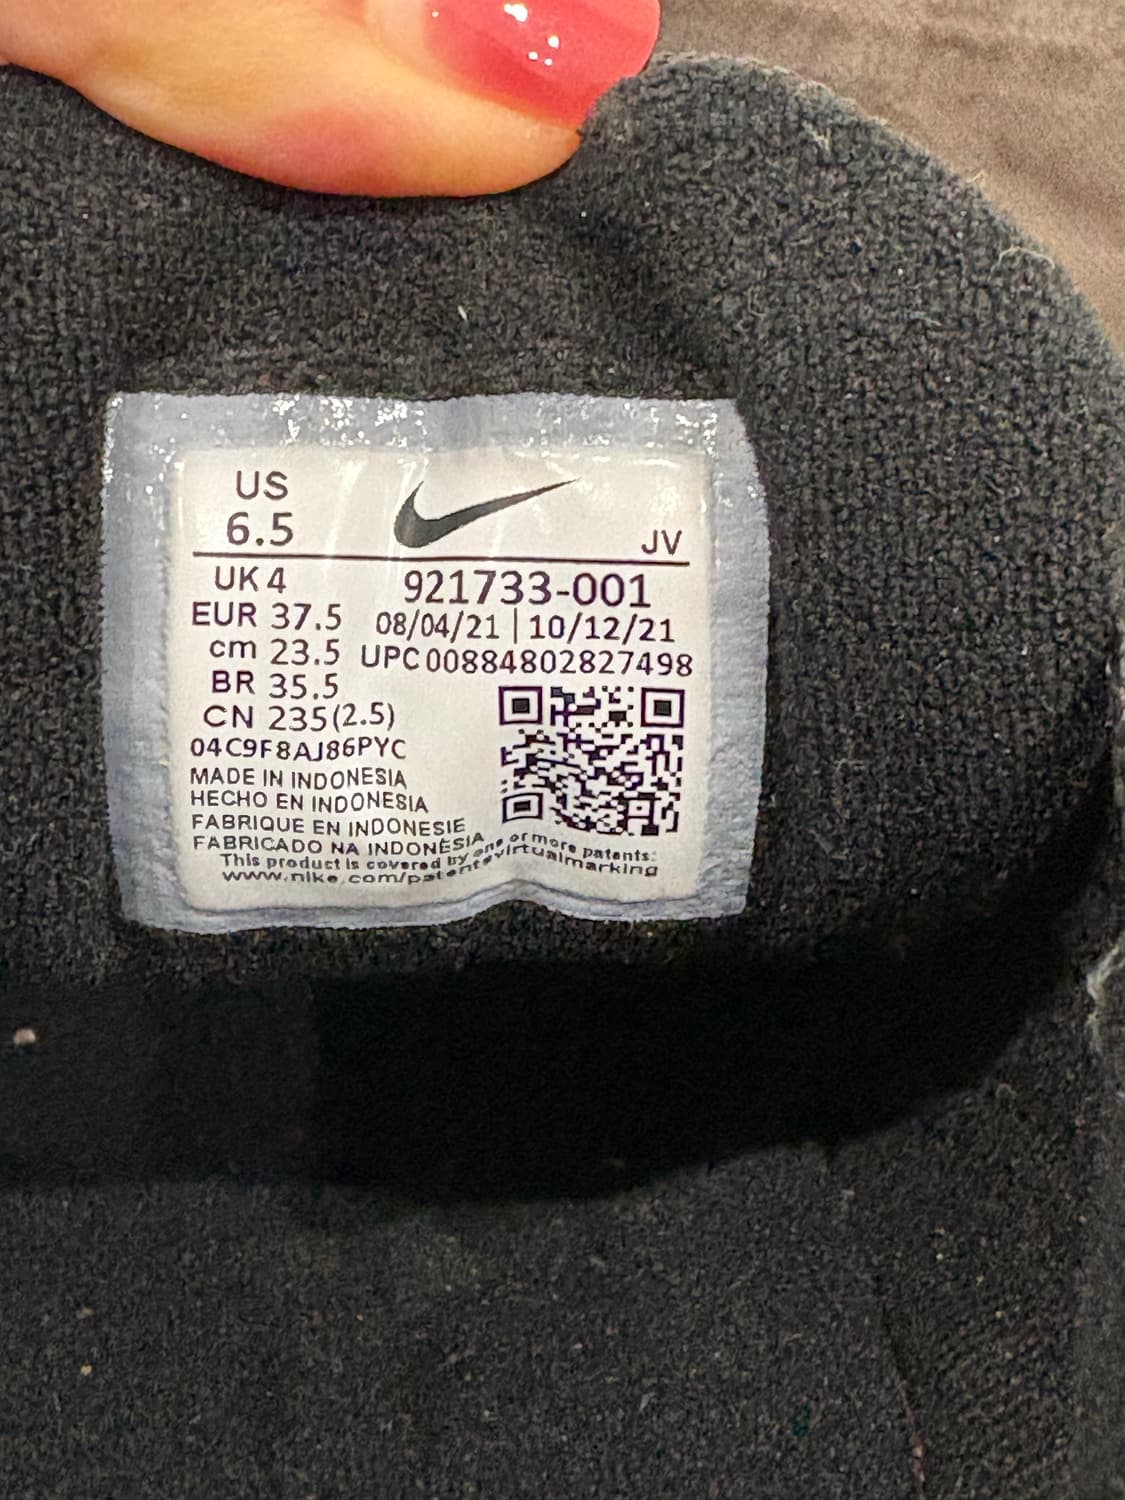 US
6.5
JV
UK 4
EUR 37.5
cm 23.5
BR 35.5
CN 235(2.5)
921733-001
08/04/21 | 10/12/21
UPC 00884802827498
04C9F8AJ86PYC
MADE IN INDONESIA
HECHO EN INDONESIA
FABRIQUE EN INDONESIE
FABRICADO NA INDONÉSIA
This product is covered by one or more patents:
www.nike.com/patentsvirtualmarking